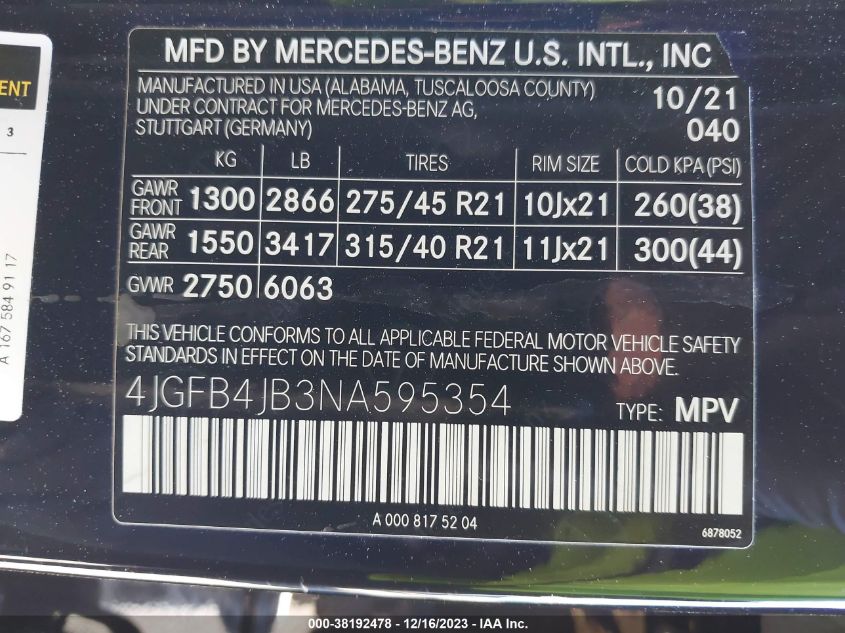 ENT
3
A 167 584 91 17
MFD BY MERCEDES-BENZ U.S. INTL., INC
MANUFACTURED IN USA (ALABAMA, TUSCALOOSA COUNTY)
UNDER CONTRACT FOR MERCEDES-BENZ AG,
STUTTGART (GERMANY)
10/21
040
KG LB TIRES RIM SIZE COLD KPA (PSI)
GAWR FRONT 1300 2866 275/45 R21 10Jx21 260(38)
GAWR REAR 1550 3417 315/40 R21 11Jx21 300(44)
GVWR 2750 6063
THIS VEHICLE CONFORMS TO ALL APPLICABLE FEDERAL MOTOR VEHICLE SAFETY
STANDARDS IN EFFECT ON THE DATE OF MANUFACTURE SHOWN ABOVE.
4JGFB4JB3NA595354 TYPE: MPV
A 000 817 52 04
6878052
000-38192478 - 12/16/2023 - IAA Inc.